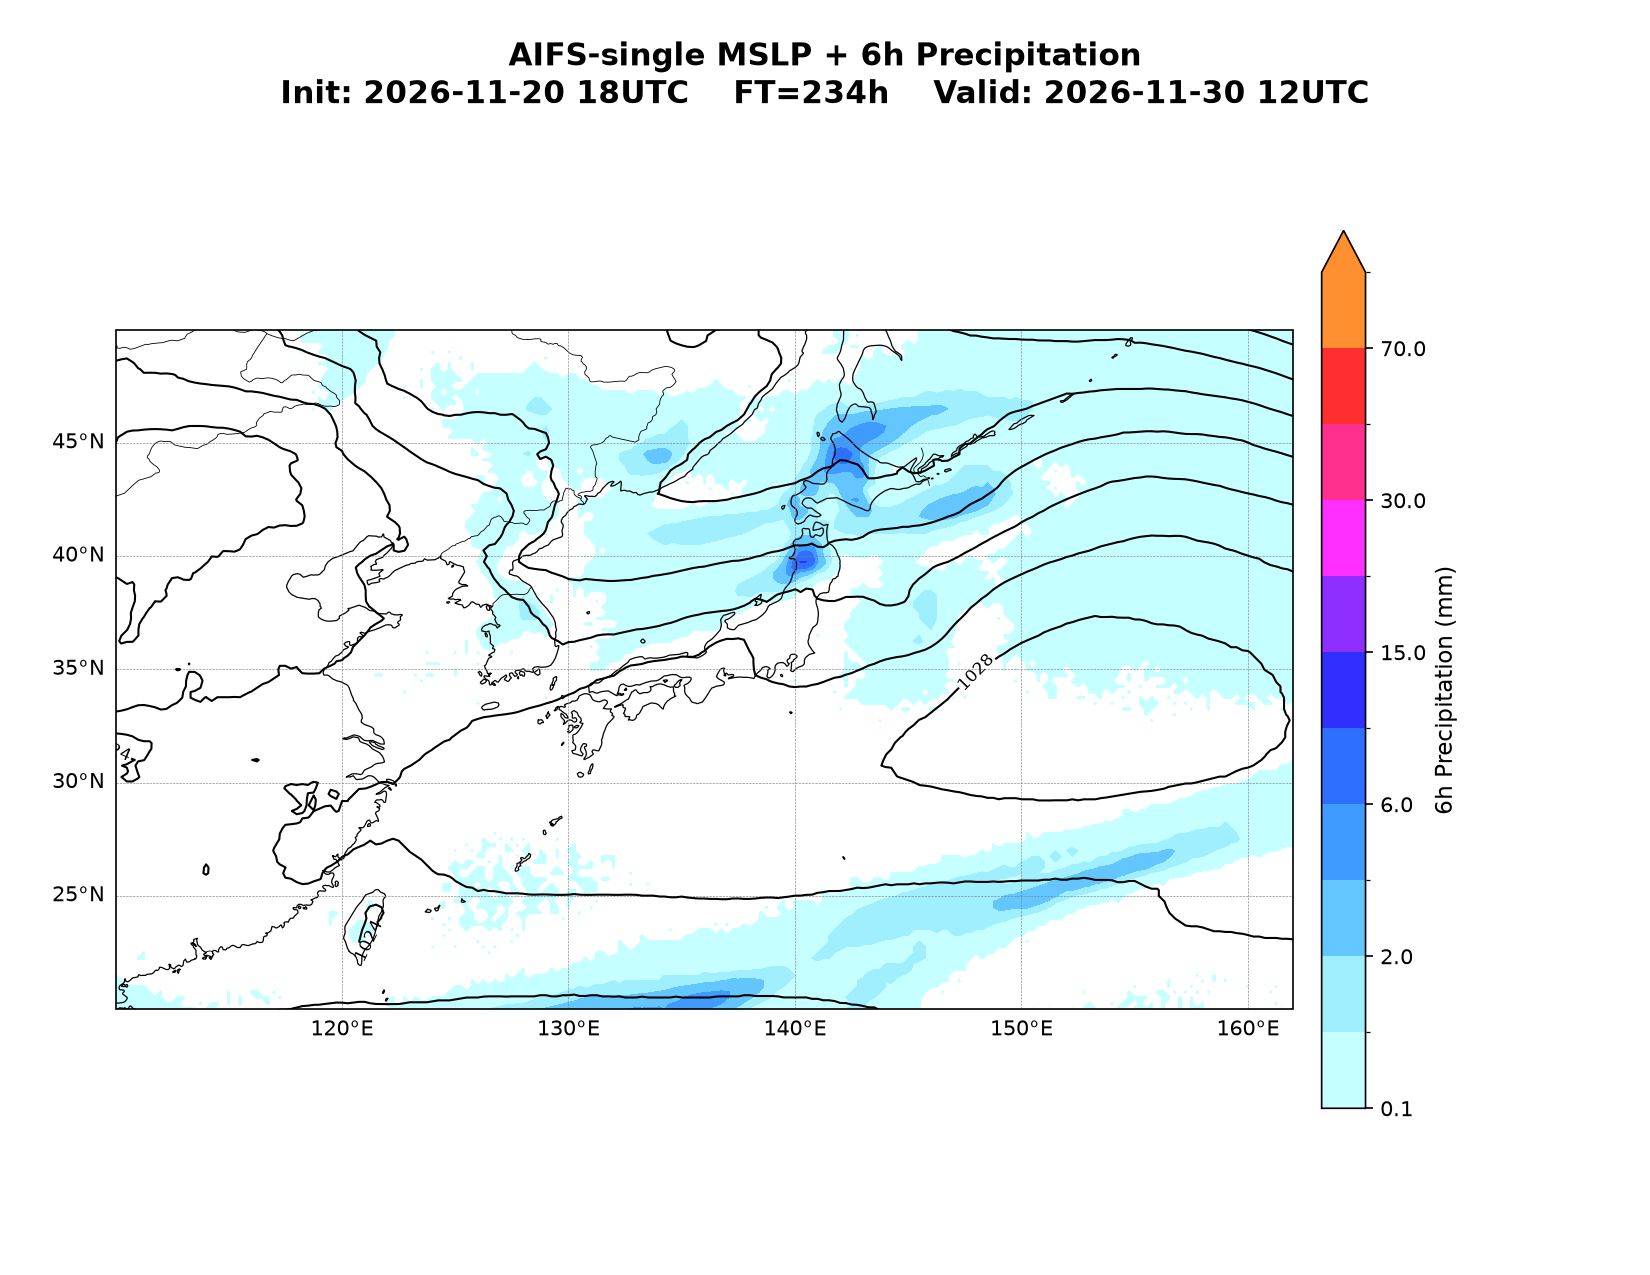 AIFS-single MSLP + 6h Precipitation
Init: 2026-11-20 18UTC    FT=234h    Valid: 2026-11-30 12UTC
70.0
30.0
15.0
6.0
2.0
0.1
6h Precipitation (mm)
45°N
40°N
35°N
30°N
25°N
1028
1024
120°E
130°E
140°E
150°E
160°E